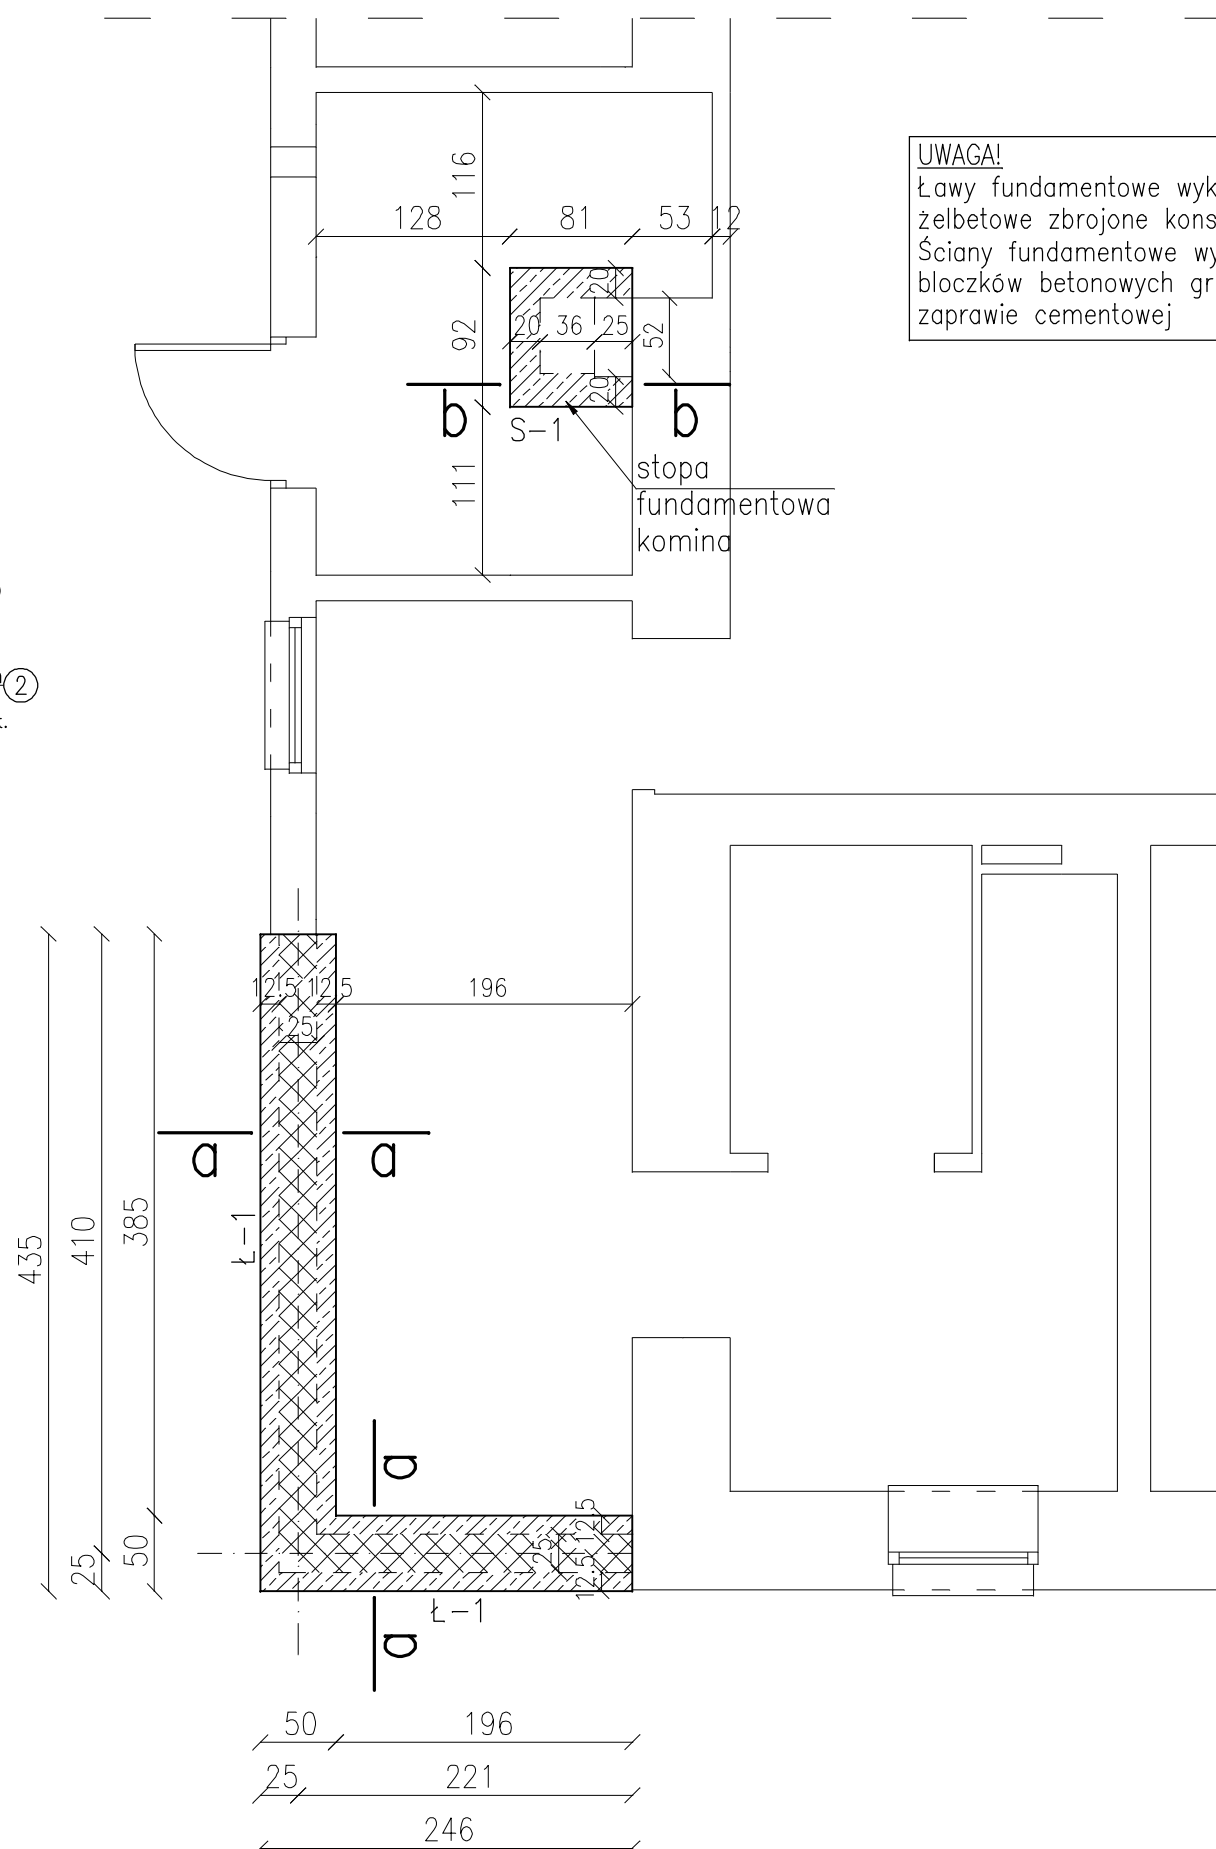 UWAGA!
Ławy fundamentowe wyk
żelbetowe zbrojone kons
Ściany fundamentowe wy
bloczków betonowych gr
zaprawie cementowej
116
128 81 53 12
20
92
20 36 25
52
20
b b
S-1
111
stopa
fundamentowa
komina
2
12.5 12.5 196
25
a a
Ł-1
435
410
385
a
12.5
25
12.5
25
50
Ł-1
a
50 196
25 221
246